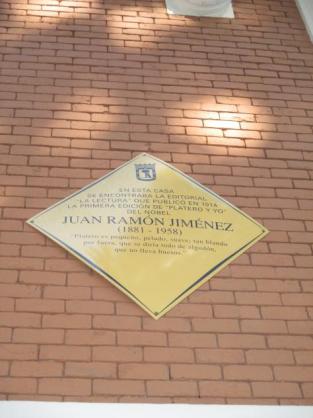 EN ESTA CASA
SE ENCONTRABA LA EDITORIAL
"LA LECTURA" QUE PUBLICÓ EN 1914
LA PRIMERA EDICIÓN DE "PLATERO Y YO"
DEL NOBEL
JUAN RAMÓN JIMÉNEZ
(1881 - 1958)
"Platero es pequeño, peludo, suave; tan blando
por fuera, que se diría todo de algodón,
que no lleva huesos."